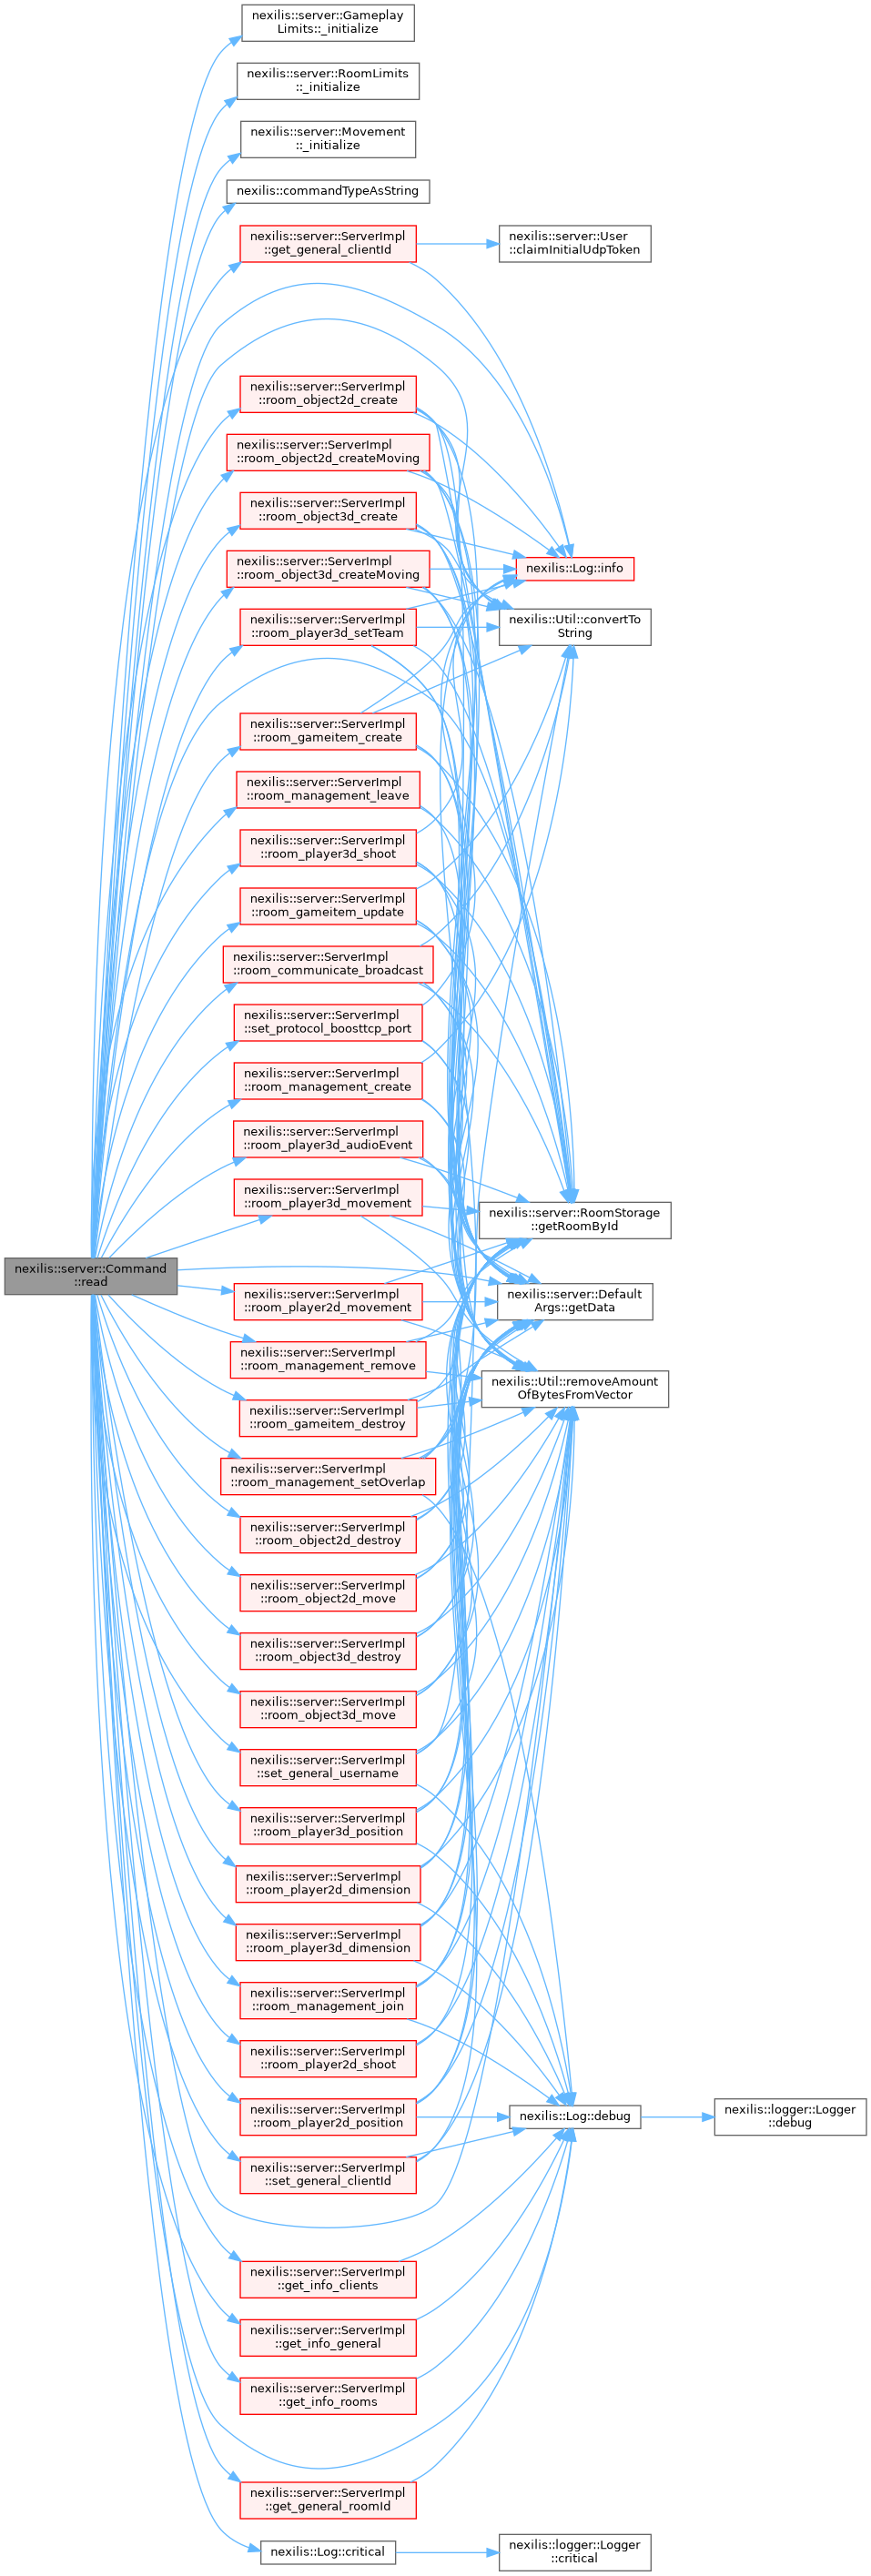 nexilis::server::Gameplay
Limits::_initialize
nexilis::server::RoomLimits
::_initialize
nexilis::server::Movement
::_initialize
nexilis::commandTypeAsString
nexilis::server::ServerImpl
::get_general_clientId
nexilis::server::User
::claimInitialUdpToken
nexilis::server::ServerImpl
::room_object2d_create
nexilis::server::ServerImpl
::room_object2d_createMoving
nexilis::server::ServerImpl
::room_object3d_create
nexilis::server::ServerImpl
::room_object3d_createMoving
nexilis::Log::info
nexilis::server::ServerImpl
::room_player3d_setTeam
nexilis::Util::convertTo
String
nexilis::server::ServerImpl
::room_gameitem_create
nexilis::server::ServerImpl
::room_management_leave
nexilis::server::ServerImpl
::room_player3d_shoot
nexilis::server::ServerImpl
::room_gameitem_update
nexilis::server::ServerImpl
::room_communicate_broadcast
nexilis::server::ServerImpl
::set_protocol_boosttcp_port
nexilis::server::ServerImpl
::room_management_create
nexilis::server::ServerImpl
::room_player3d_audioEvent
nexilis::server::ServerImpl
::room_player3d_movement
nexilis::server::RoomStorage
::getRoomById
nexilis::server::Command
::read
nexilis::server::ServerImpl
::room_player2d_movement
nexilis::server::Default
Args::getData
nexilis::server::ServerImpl
::room_management_remove
nexilis::Util::removeAmount
OfBytesFromVector
nexilis::server::ServerImpl
::room_gameitem_destroy
nexilis::server::ServerImpl
::room_management_setOverlap
nexilis::server::ServerImpl
::room_object2d_destroy
nexilis::server::ServerImpl
::room_object2d_move
nexilis::server::ServerImpl
::room_object3d_destroy
nexilis::server::ServerImpl
::room_object3d_move
nexilis::server::ServerImpl
::set_general_username
nexilis::server::ServerImpl
::room_player3d_position
nexilis::server::ServerImpl
::room_player2d_dimension
nexilis::server::ServerImpl
::room_player3d_dimension
nexilis::server::ServerImpl
::room_management_join
nexilis::server::ServerImpl
::room_player2d_shoot
nexilis::server::ServerImpl
::room_player2d_position
nexilis::Log::debug
nexilis::logger::Logger
::debug
nexilis::server::ServerImpl
::set_general_clientId
nexilis::server::ServerImpl
::get_info_clients
nexilis::server::ServerImpl
::get_info_general
nexilis::server::ServerImpl
::get_info_rooms
nexilis::server::ServerImpl
::get_general_roomId
nexilis::Log::critical
nexilis::logger::Logger
::critical